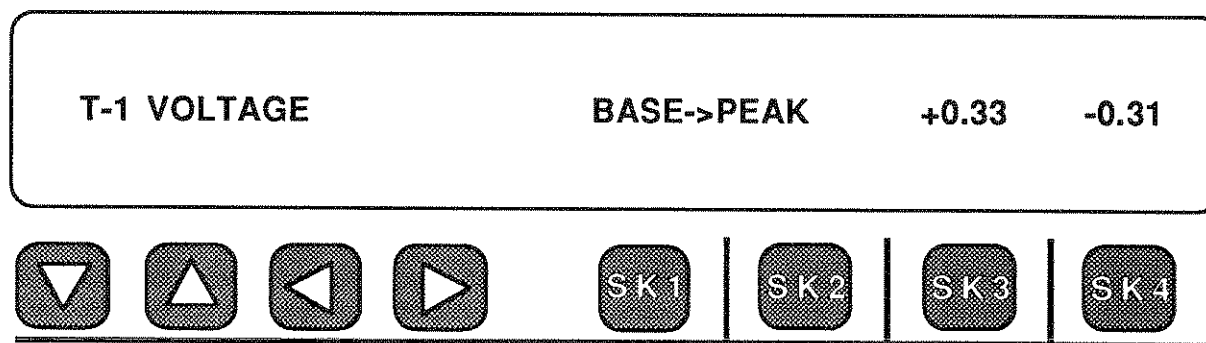 T-1 VOLTAGE BASE->PEAK +0.33 -0.31
SK1 SK2 SK3 SK4